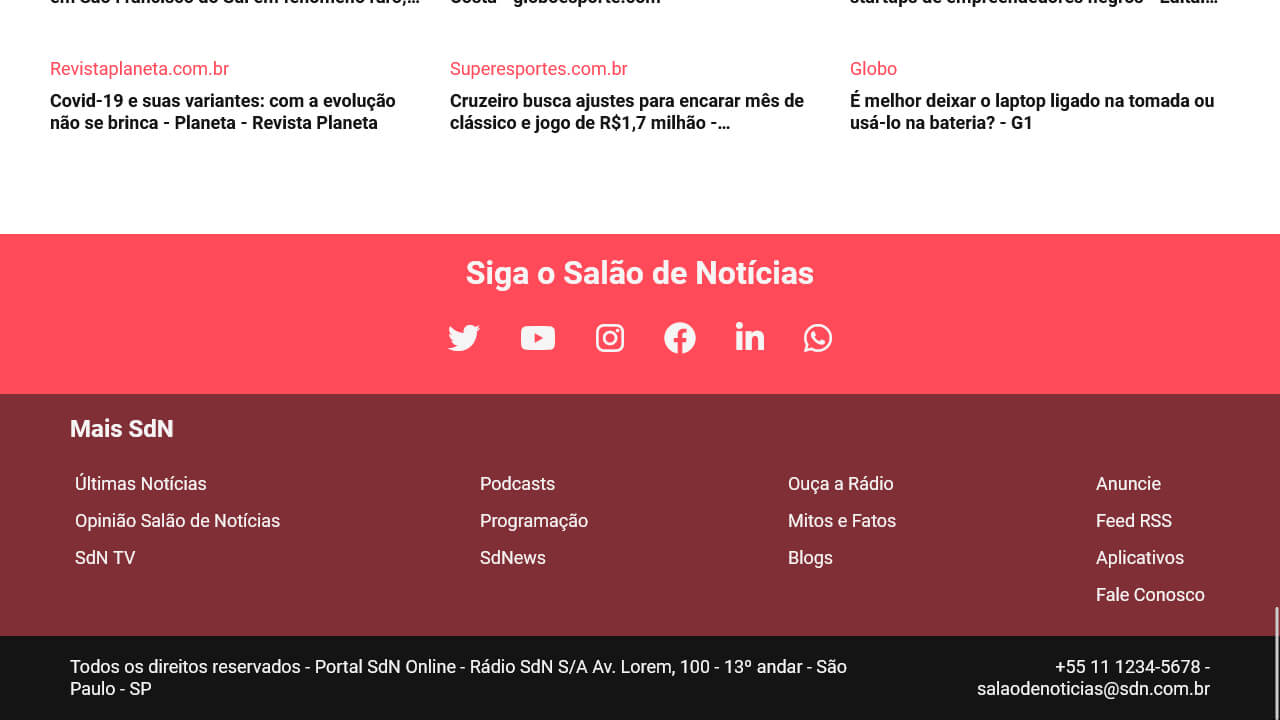 Revistaplaneta.com.br
Covid-19 e suas variantes: com a evolução
não se brinca - Planeta - Revista Planeta
Superesportes.com.br
Cruzeiro busca ajustes para encarar mês de
clássico e jogo de R$1,7 milhão -...
Globo
É melhor deixar o laptop ligado na tomada ou
usá-lo na bateria? - G1
Siga o Salão de Notícias
Mais SdN
Últimas Notícias
Opinião Salão de Notícias
SdN TV
Podcasts
Programação
SdNews
Ouça a Rádio
Mitos e Fatos
Blogs
Anuncie
Feed RSS
Aplicativos
Fale Conosco
Todos os direitos reservados - Portal SdN Online - Rádio SdN S/A Av. Lorem, 100 - 13º andar - São
Paulo - SP
+55 11 1234-5678 -
salaodenoticias@sdn.com.br